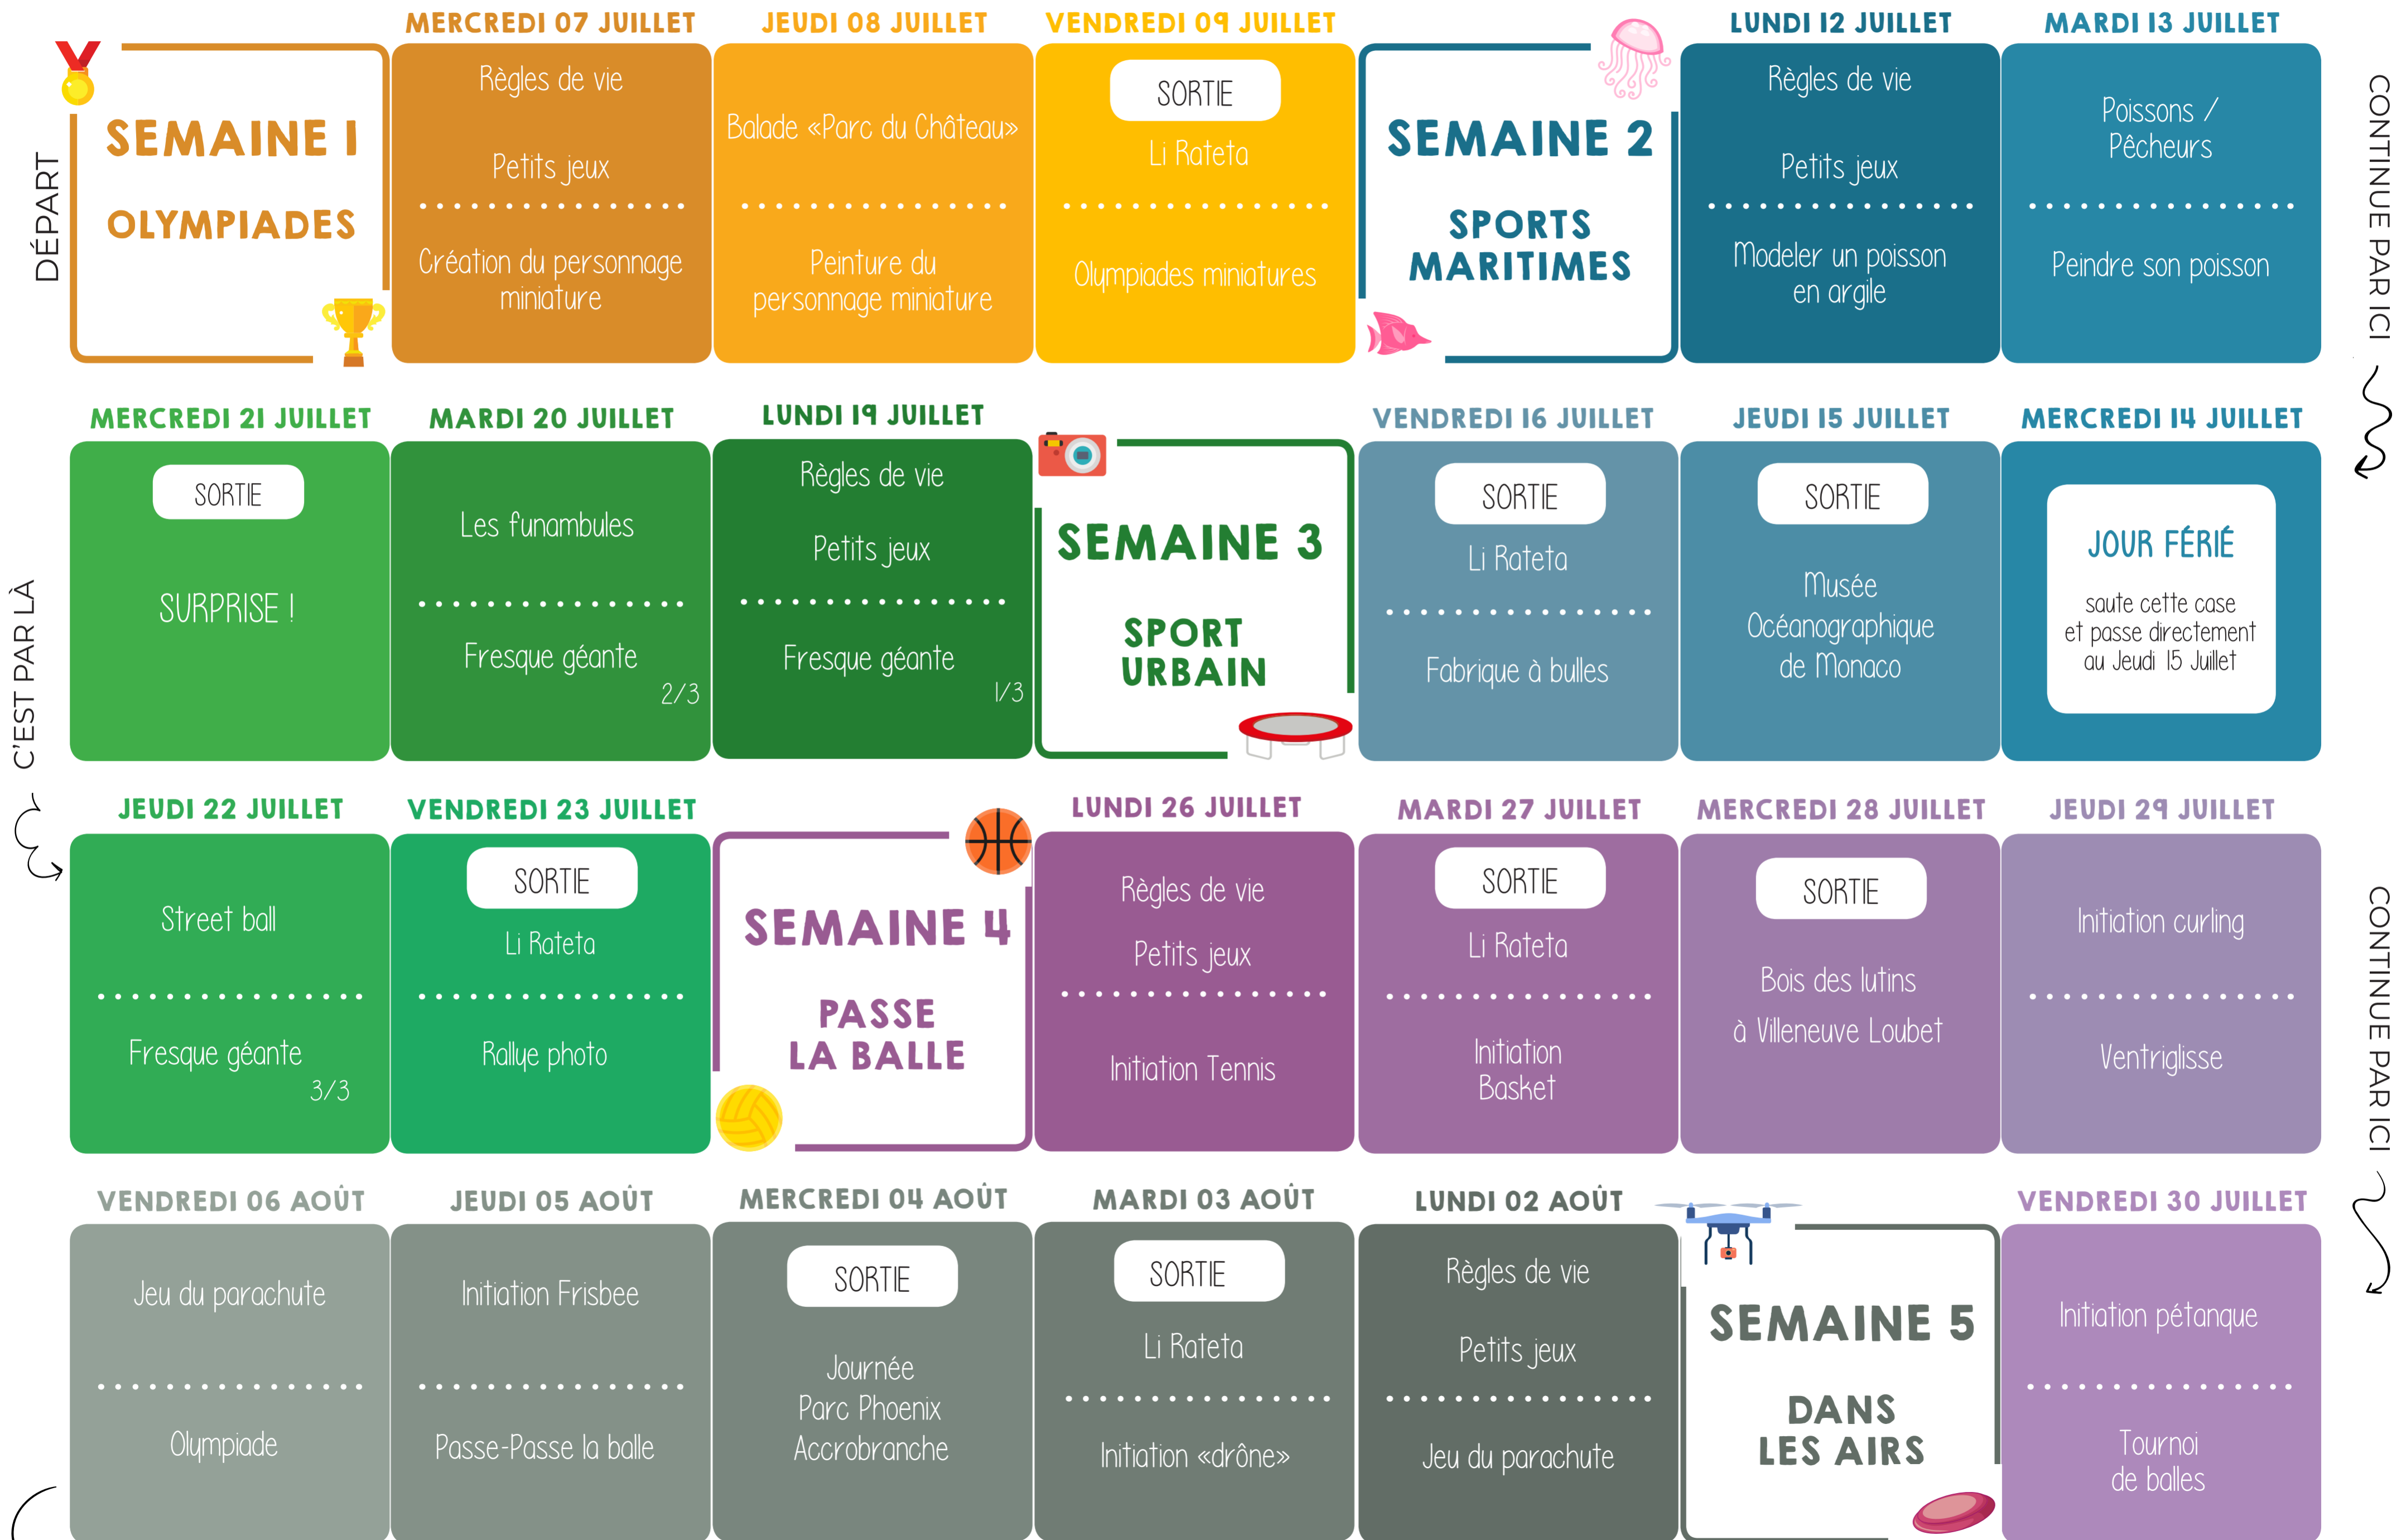 DÉPART
SEMAINE 1
OLYMPIADES
MERCREDI 07 JUILLET
Règles de vie
Petits jeux
Création du personnage
miniature
JEUDI 08 JUILLET
Balade «Parc du Château»
Peinture du
personnage miniature
VENDREDI 09 JUILLET
SORTIE
Li Rateta
Olympiades miniatures
SEMAINE 2
SPORTS
MARITIMES
LUNDI 12 JUILLET
Règles de vie
Petits jeux
Modeler un poisson
en argile
MARDI 13 JUILLET
Poissons /
Pêcheurs
Peindre son poisson
CONTINUE PAR ICI
MERCREDI 14 JUILLET
JOUR FÉRIÉ
saute cette case
et passe directement
au Jeudi 15 Juillet
JEUDI 15 JUILLET
SORTIE
Musée
Océanographique
de Monaco
VENDREDI 16 JUILLET
SORTIE
Li Rateta
Fabrique à bulles
SEMAINE 3
SPORT
URBAIN
LUNDI 19 JUILLET
Règles de vie
Petits jeux
Fresque géante
1/3
MARDI 20 JUILLET
Les funambules
Fresque géante
2/3
MERCREDI 21 JUILLET
SORTIE
SURPRISE !
C'EST PAR LÀ
JEUDI 22 JUILLET
Street ball
Fresque géante
3/3
VENDREDI 23 JUILLET
SORTIE
Li Rateta
Rallye photo
SEMAINE 4
PASSE
LA BALLE
LUNDI 26 JUILLET
Règles de vie
Petits jeux
Initiation Tennis
MARDI 27 JUILLET
SORTIE
Li Rateta
Initiation
Basket
MERCREDI 28 JUILLET
SORTIE
Bois des lutins
à Villeneuve Loubet
JEUDI 29 JUILLET
Initiation curling
Ventriglisse
CONTINUE PAR ICI
VENDREDI 30 JUILLET
Initiation pétanque
Tournoi
de balles
SEMAINE 5
DANS
LES AIRS
LUNDI 02 AOÛT
Règles de vie
Petits jeux
Jeu du parachute
MARDI 03 AOÛT
SORTIE
Li Rateta
Initiation «drône»
MERCREDI 04 AOÛT
SORTIE
Journée
Parc Phoenix
Accrobranche
JEUDI 05 AOÛT
Initiation Frisbee
Passe-Passe la balle
VENDREDI 06 AOÛT
Jeu du parachute
Olympiade